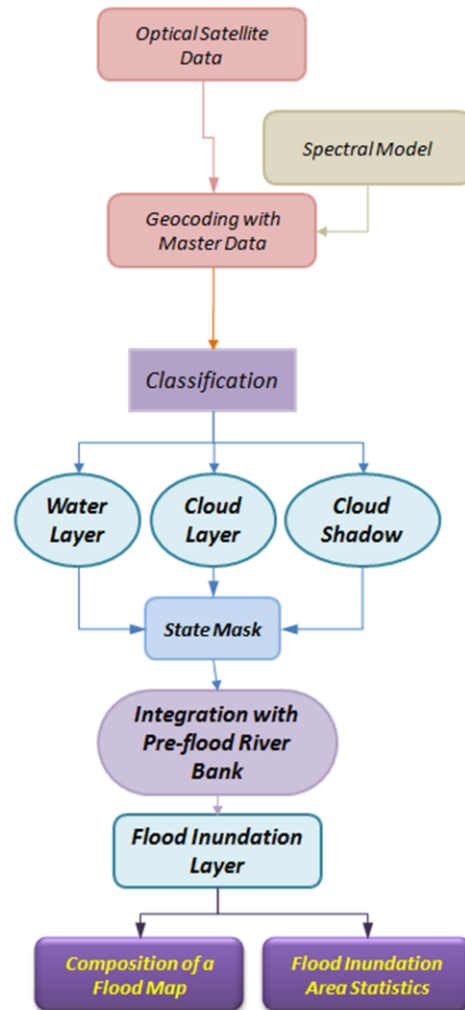 Optical Satellite
Data
Spectral Model
Geocoding with
Master Data
Classification
Water
Layer
Cloud
Layer
Cloud
Shadow
State Mask
Integration with
Pre-flood River
Bank
Flood Inundation
Layer
Composition of a
Flood Map
Flood Inundation
Area Statistics